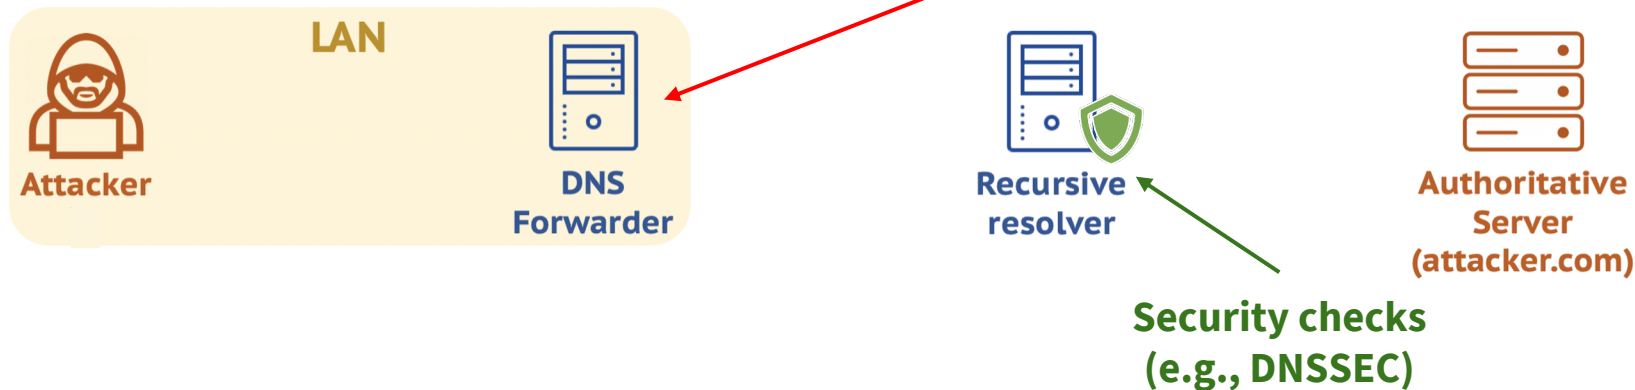 LAN
Attacker
DNS
Forwarder
Recursive
resolver
Authoritative
Server
(attacker.com)
Security checks
(e.g., DNSSEC)